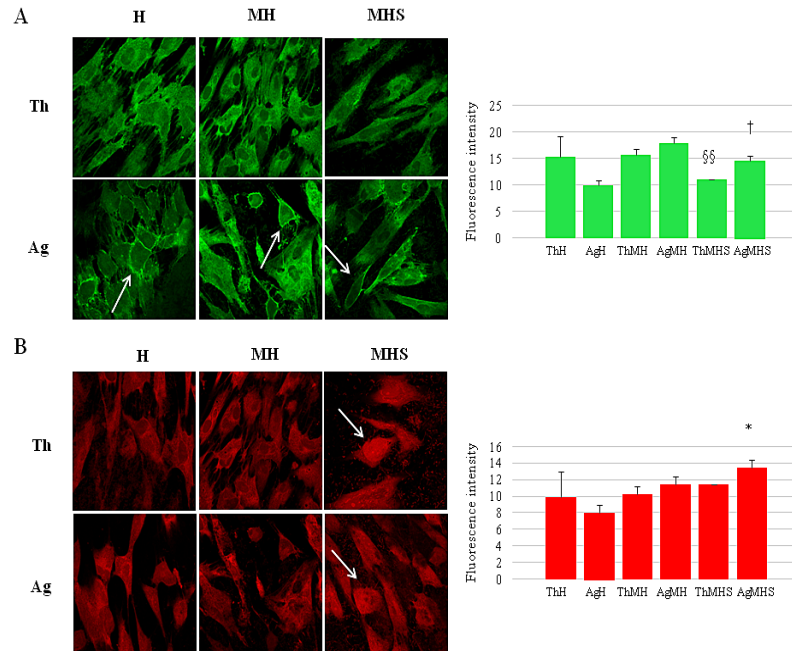 A
H MH MHS
Th
Ag
Fluorescence intensity
25
20
15
10
5
0
§§
†
ThH AgH ThMH AgMH ThMHS AgMHS
B
H MH MHS
Th
Ag
Fluorescence intensity
16
14
12
10
8
6
4
2
0
*
ThH AgH ThMH AgMH ThMHS AgMHS